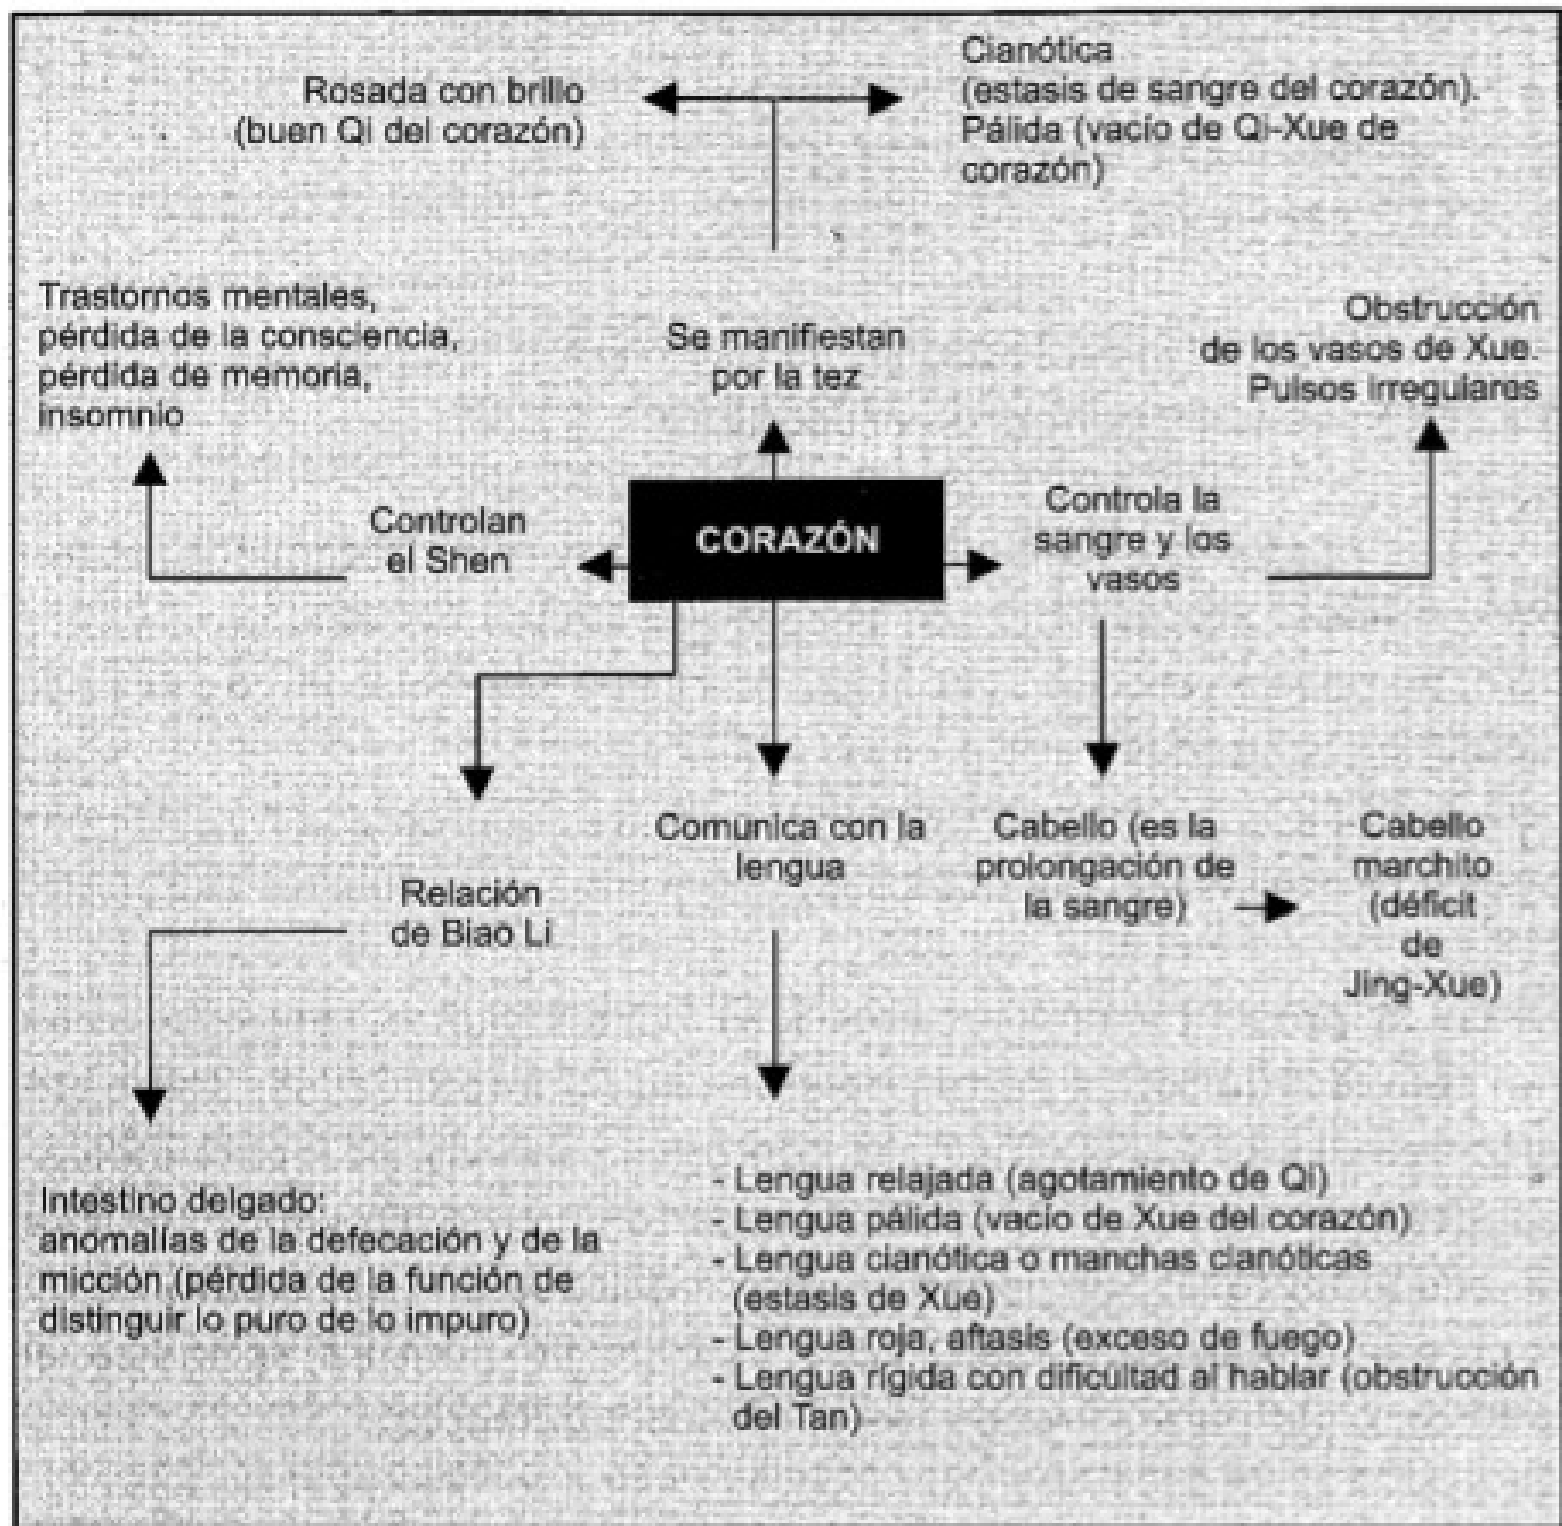 Rosada con brillo
(buen Qi del corazón)
Cianótica
(estasis de sangre del corazón).
Pálida (vacío de Qi-Xue de
corazón)
Trastornos mentales,
pérdida de la consciencia,
pérdida de memoria,
insomnio
Se manifiestan
por la tez
Obstrucción
de los vasos de Xue.
Pulsos irregulares
Controlan
el Shen
CORAZÓN
Controla la
sangre y los
vasos
Relación
de Biao Li
Comunica con la
lengua
Cabello (es la
prolongación de
la sangre)
Cabello
marchito
(déficit
de
Jing-Xue)
Intestino delgado:
anomalías de la defecación y de la
micción (pérdida de la función de
distinguir lo puro de lo impuro)
- Lengua relajada (agotamiento de Qi)
- Lengua pálida (vacío de Xue del corazón)
- Lengua cianótica o manchas cianóticas
(estasis de Xue)
- Lengua roja, aftasis (exceso de fuego)
- Lengua rígida con dificultad al hablar (obstrucción
del Tan)